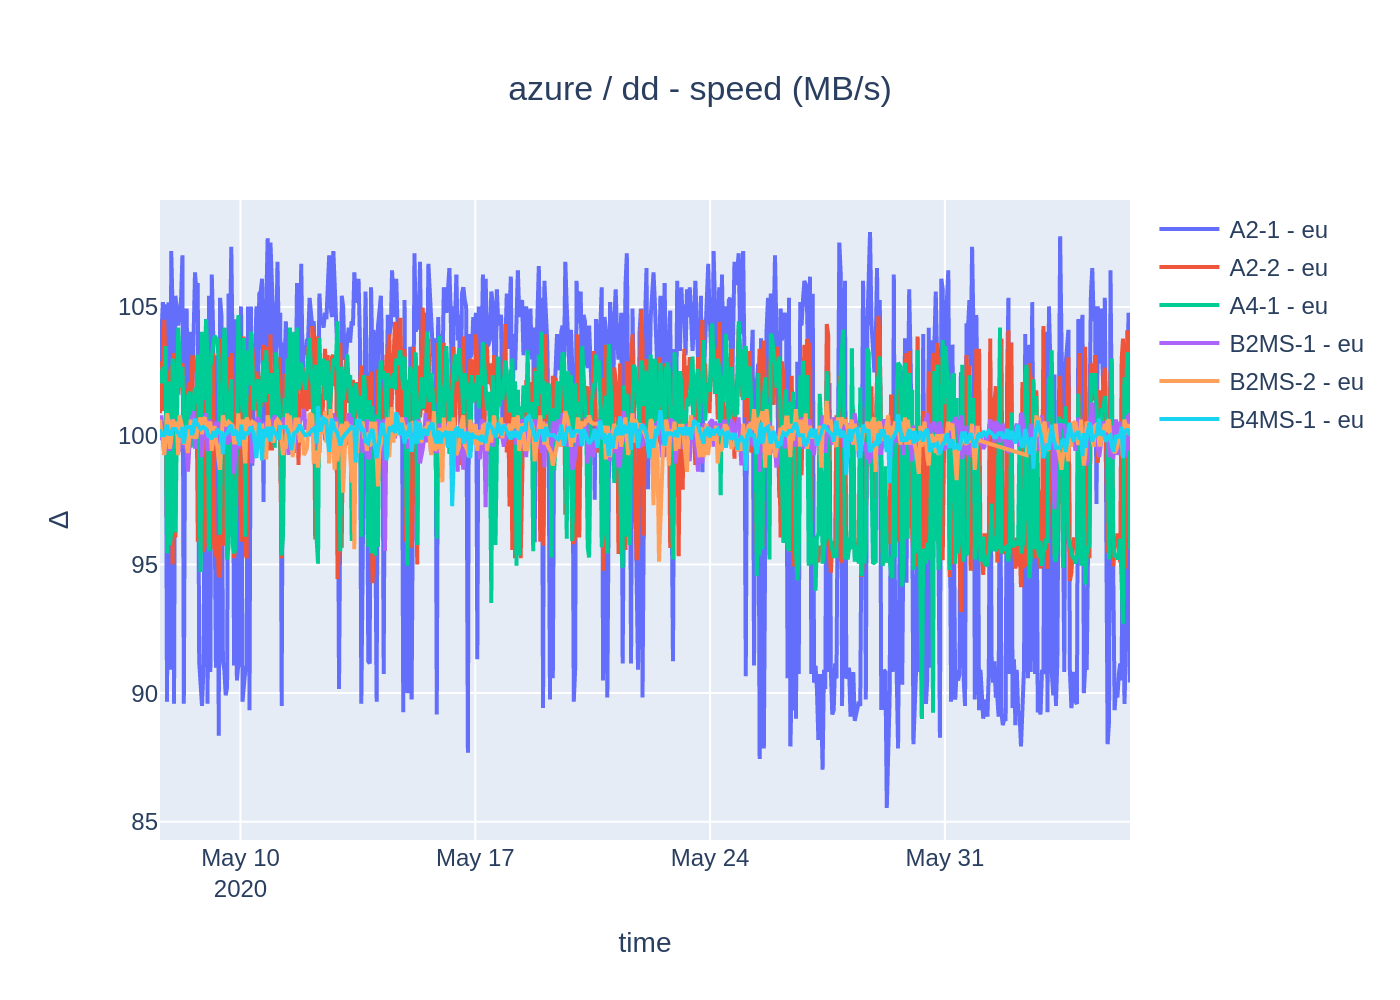 azure / dd - speed (MB/s)
A2-1 - eu
A2-2 - eu
A4-1 - eu
B2MS-1 - eu
B2MS-2 - eu
B4MS-1 - eu
105
100
95
90
85
Δ
May 10
2020
May 17
May 24
May 31
time